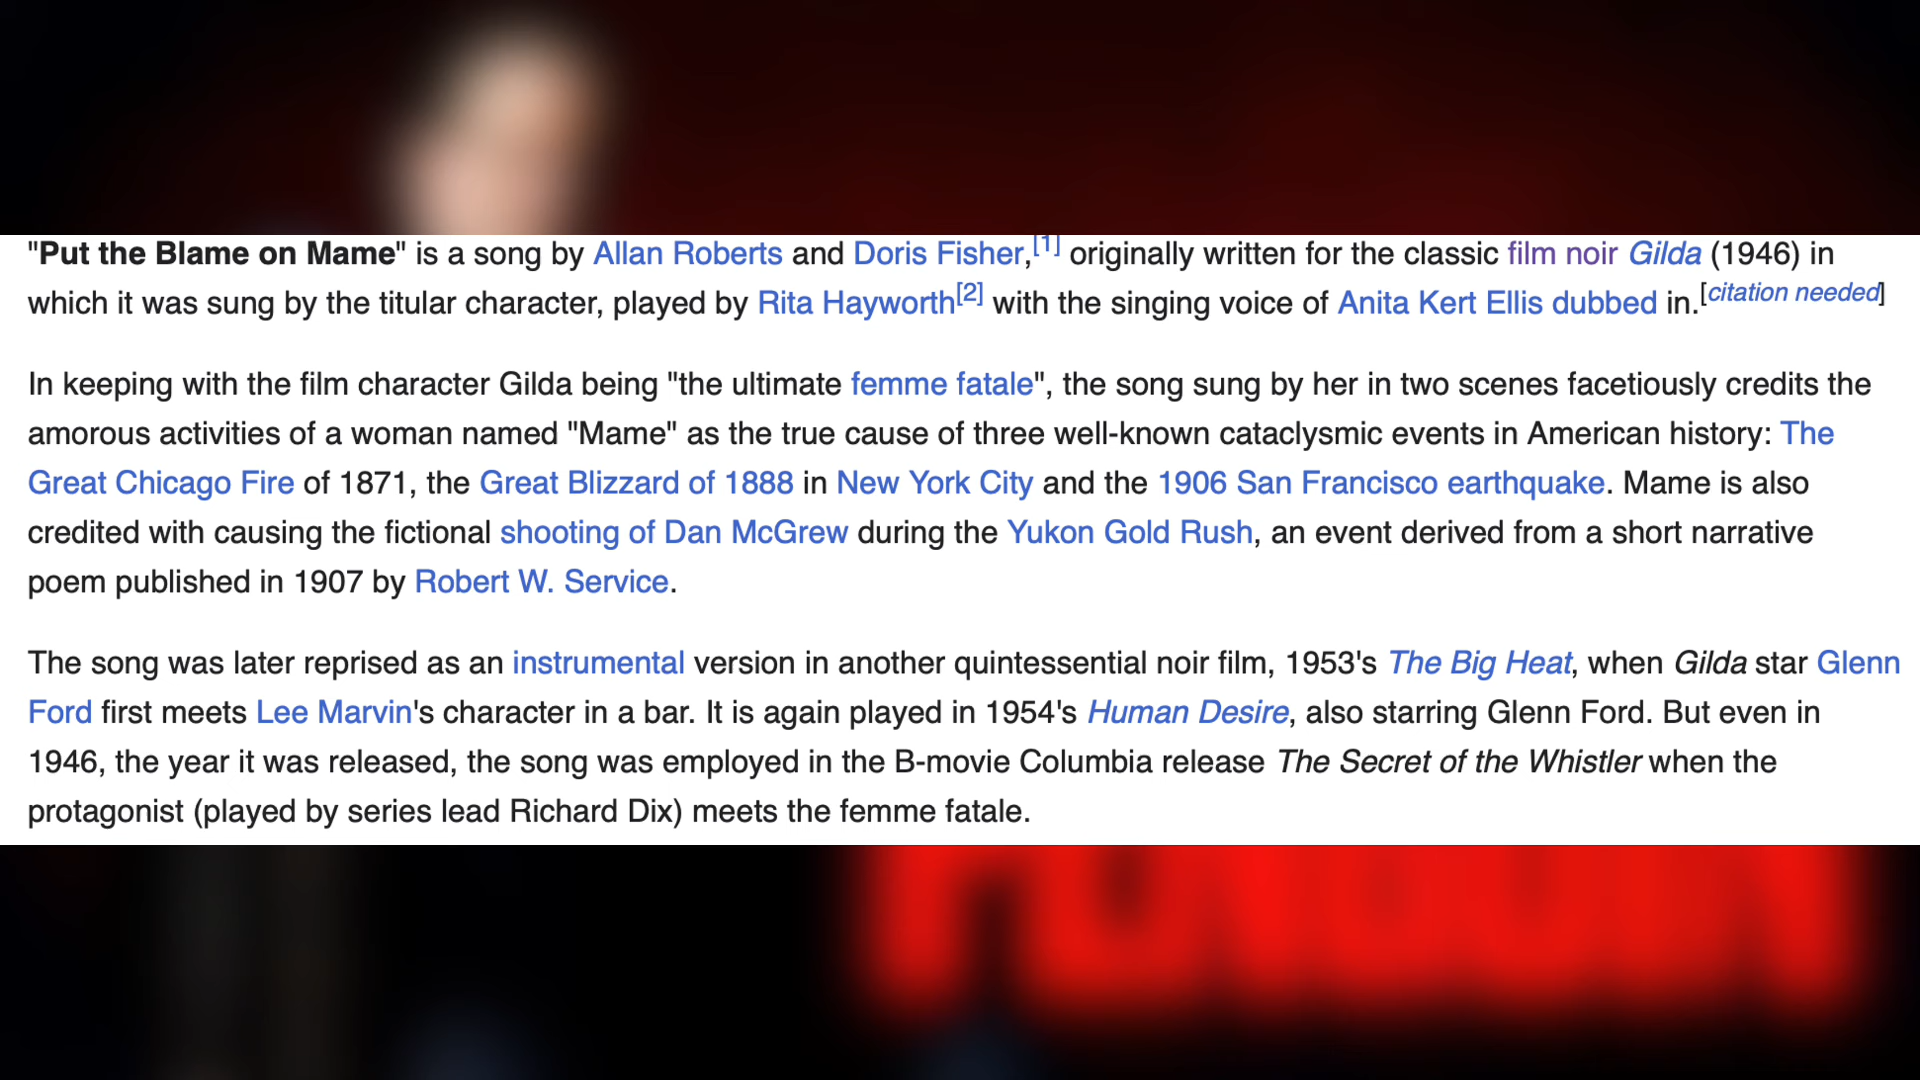 "Put the Blame on Mame" is a song by Allan Roberts and Doris Fisher,[1] originally written for the classic film noir Gilda (1946) in
which it was sung by the titular character, played by Rita Hayworth[2] with the singing voice of Anita Kert Ellis dubbed in.[citation needed]
In keeping with the film character Gilda being "the ultimate femme fatale", the song sung by her in two scenes facetiously credits the
amorous activities of a woman named "Mame" as the true cause of three well-known cataclysmic events in American history: The
Great Chicago Fire of 1871, the Great Blizzard of 1888 in New York City and the 1906 San Francisco earthquake. Mame is also
credited with causing the fictional shooting of Dan McGrew during the Yukon Gold Rush, an event derived from a short narrative
poem published in 1907 by Robert W. Service.
The song was later reprised as an instrumental version in another quintessential noir film, 1953's The Big Heat, when Gilda star Glenn
Ford first meets Lee Marvin's character in a bar. It is again played in 1954's Human Desire, also starring Glenn Ford. But even in
1946, the year it was released, the song was employed in the B-movie Columbia release The Secret of the Whistler when the
protagonist (played by series lead Richard Dix) meets the femme fatale.